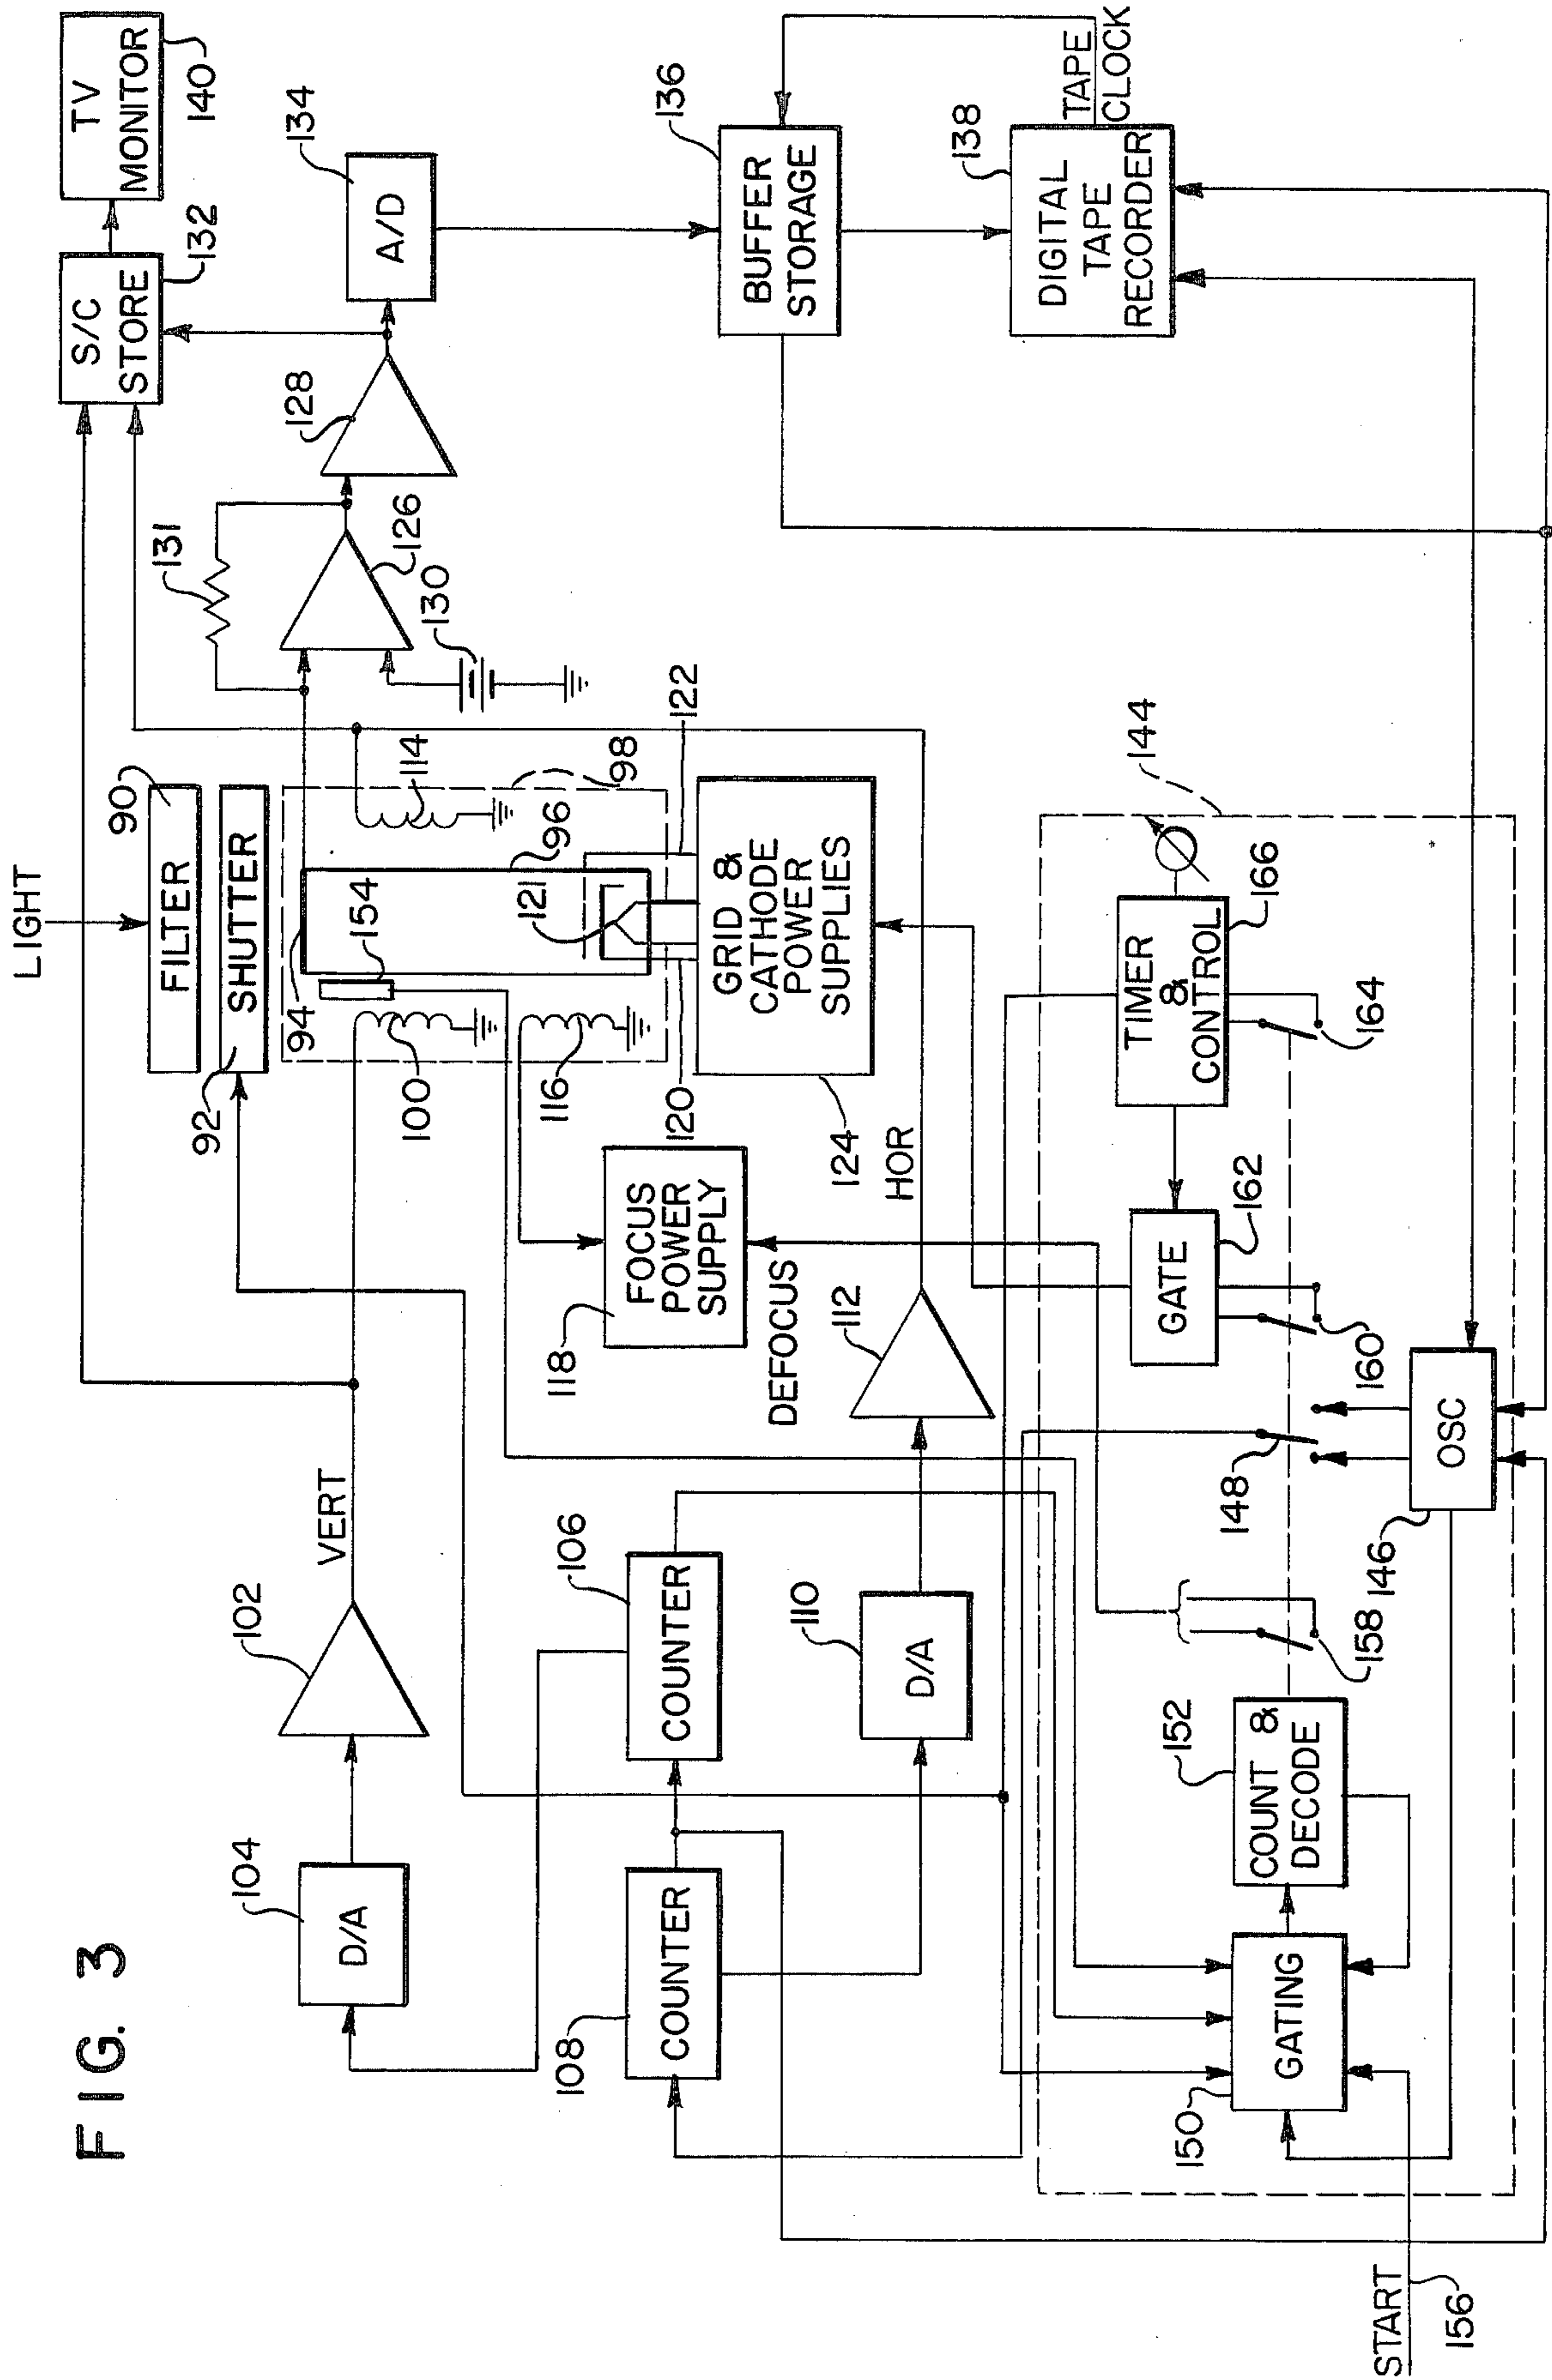 FIG. 3
LIGHT
FILTER
90
SHUTTER
92
94
154
96
98
121
100
114
116
120
122
GRID &
CATHODE
POWER
SUPPLIES
124
FOCUS
POWER
SUPPLY
118
DEFOCUS
VERT
102
D/A
104
COUNTER
106
COUNTER
108
D/A
110
112
HOR
131
126
130
128
S/C
STORE
132
TV
MONITOR
140
A/D
134
BUFFER
STORAGE
136
DIGITAL
TAPE
RECORDER
138
TAPE
CLOCK
144
TIMER
&
CONTROL
166
164
GATE
162
160
OSC
146
148
158
COUNT &
DECODE
152
GATING
150
START
156